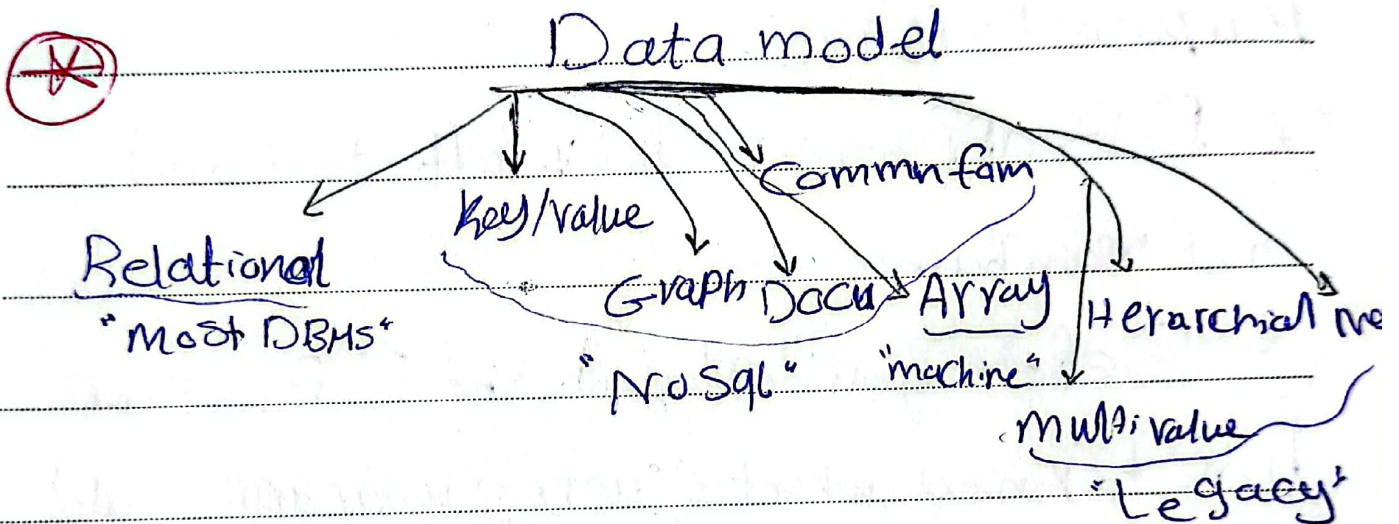 Data model
Commn fam
Key/value
Relational
Graph Docu Array
Herarchial Ne
"Most DBMS"
"NoSql"
"machine"
multivalue
"Legacy"